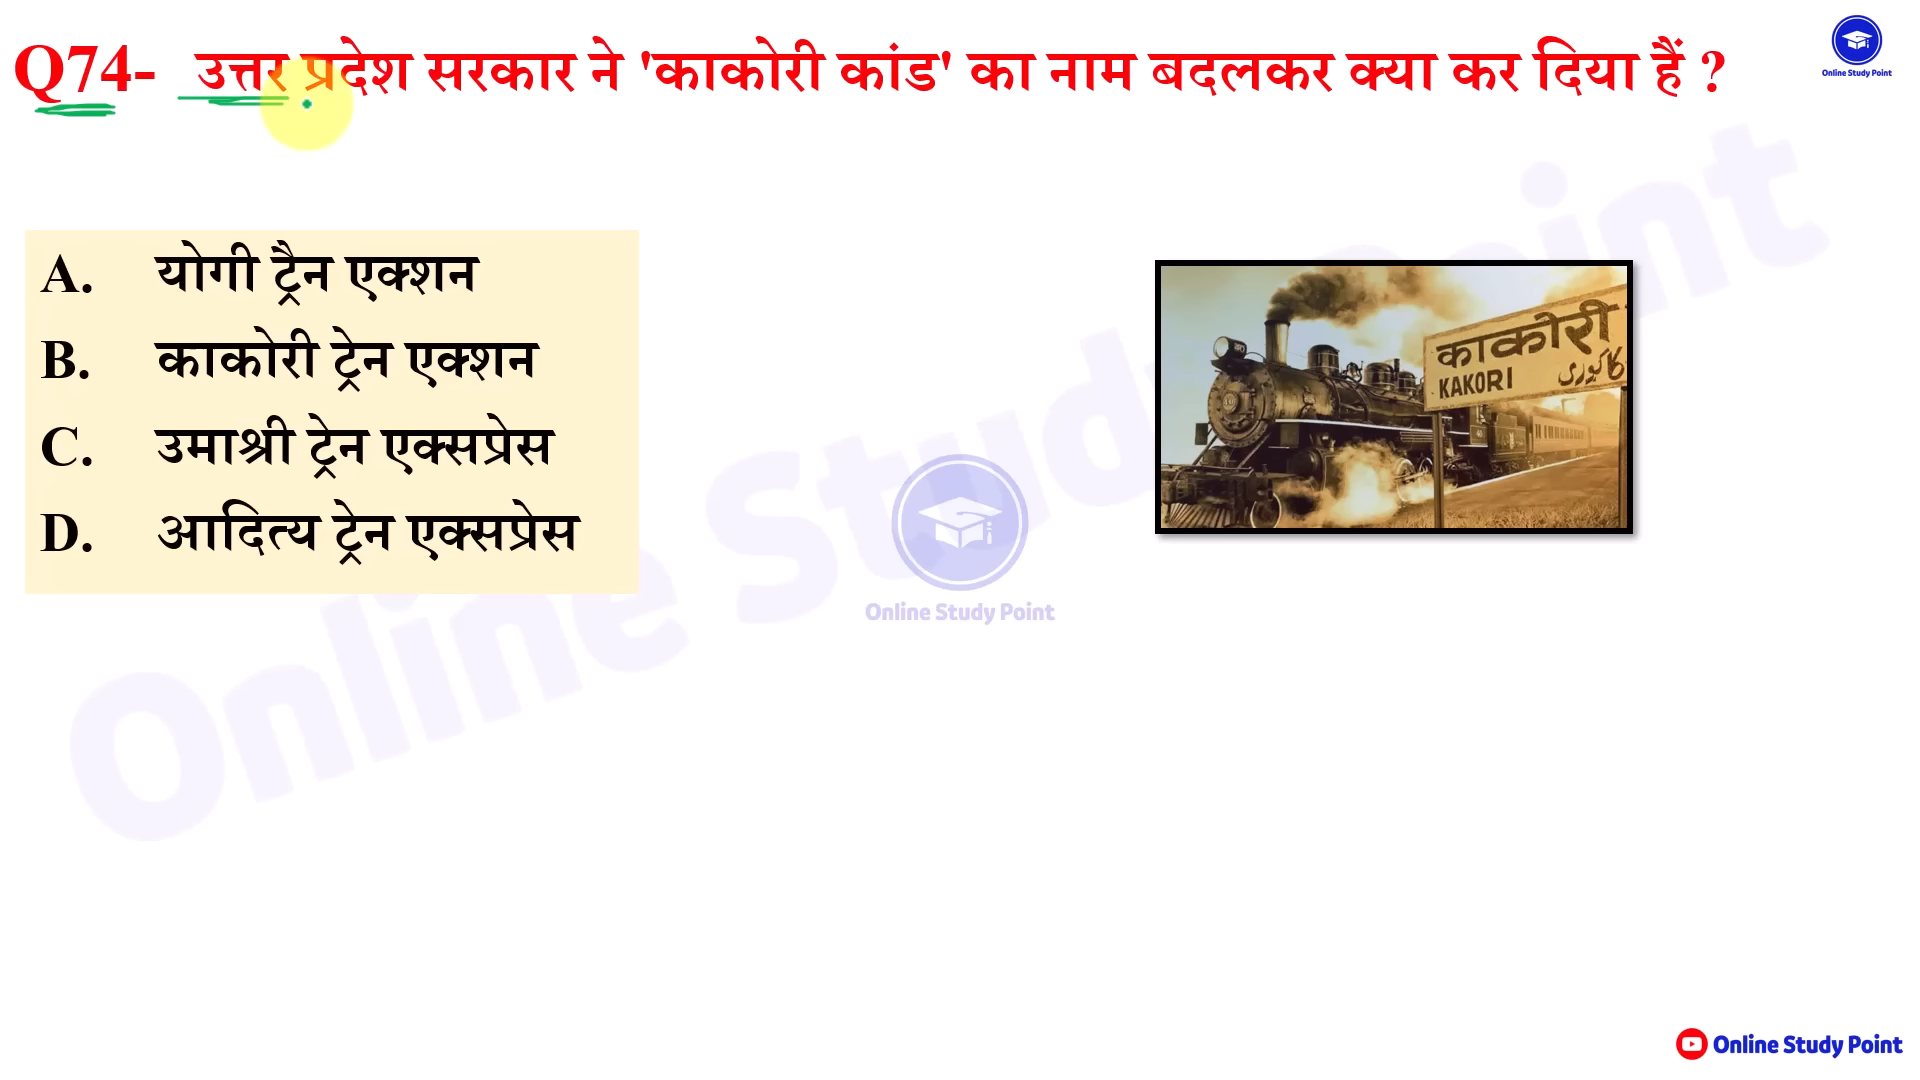 Q74- उत्तर प्रदेश सरकार ने 'काकोरी कांड' का नाम बदलकर क्या कर दिया हैं ?
Online Study Point
A. योगी ट्रैन एक्शन
B. काकोरी ट्रेन एक्शन
C. उमाश्री ट्रेन एक्सप्रेस
D. आदित्य ट्रेन एक्सप्रेस
काकोरी
KAKORI کاکوری
Online Study Point
Online Study Point
Online Study Point